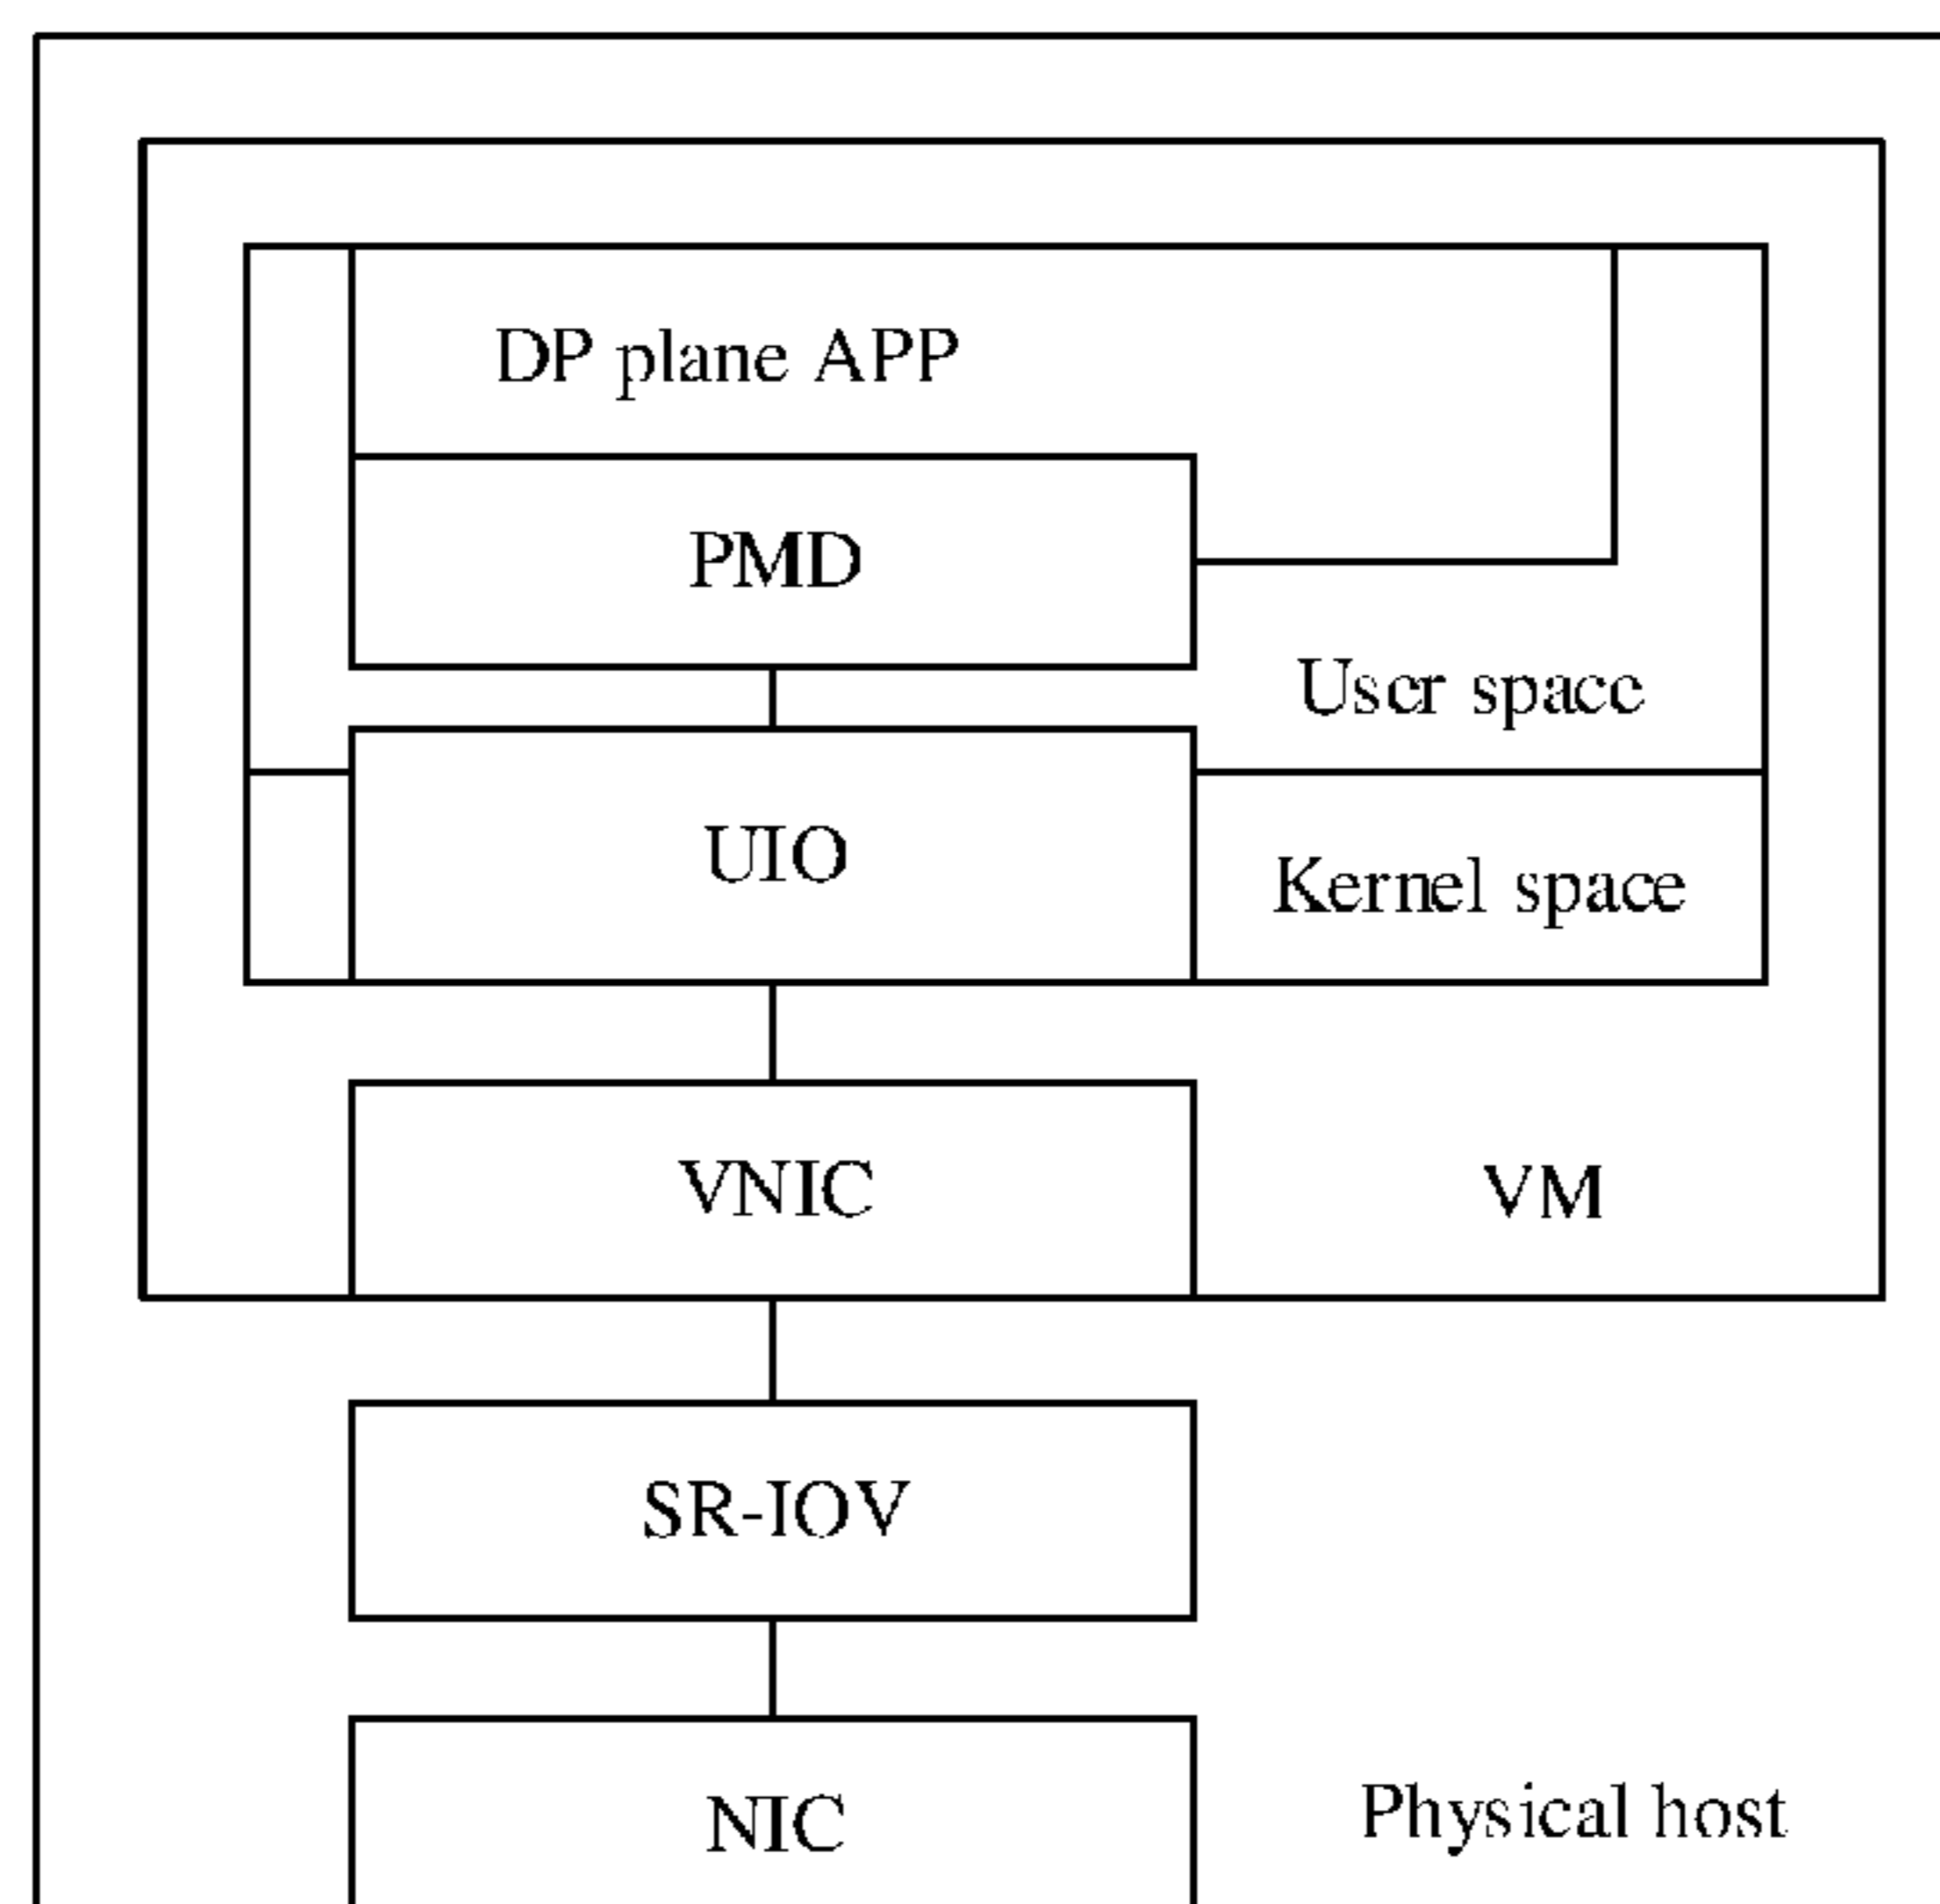 DP plane APP
PMD
User space
UIO
Kernel space
VNIC
VM
SR-IOV
NIC
Physical host